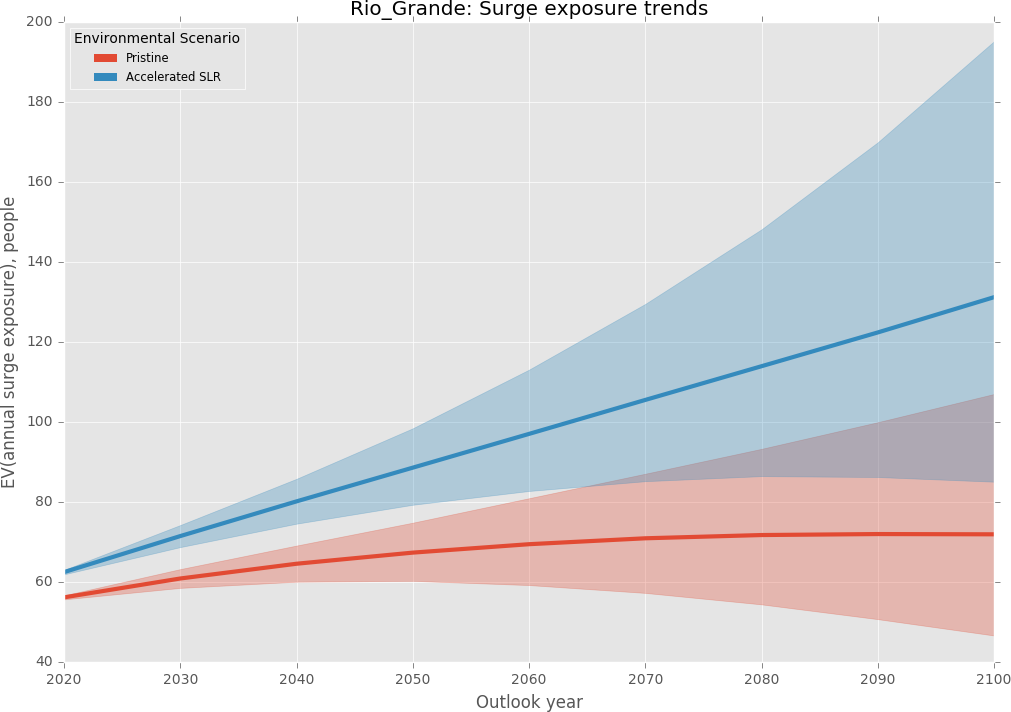 Rio_Grande: Surge exposure trends
Environmental Scenario
Pristine
Accelerated SLR
EV(annual surge exposure), people
200
180
160
140
120
100
80
60
40
2020 2030 2040 2050 2060 2070 2080 2090 2100
Outlook year